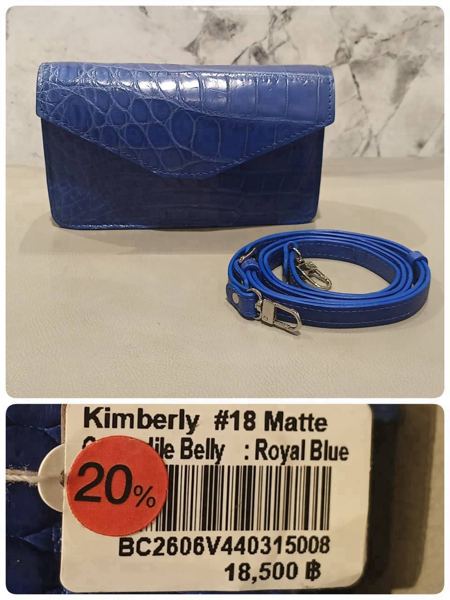 Kimberly #18 Matte
Belly : Royal Blue
20%
BC2606V440315008
18,500 ฿